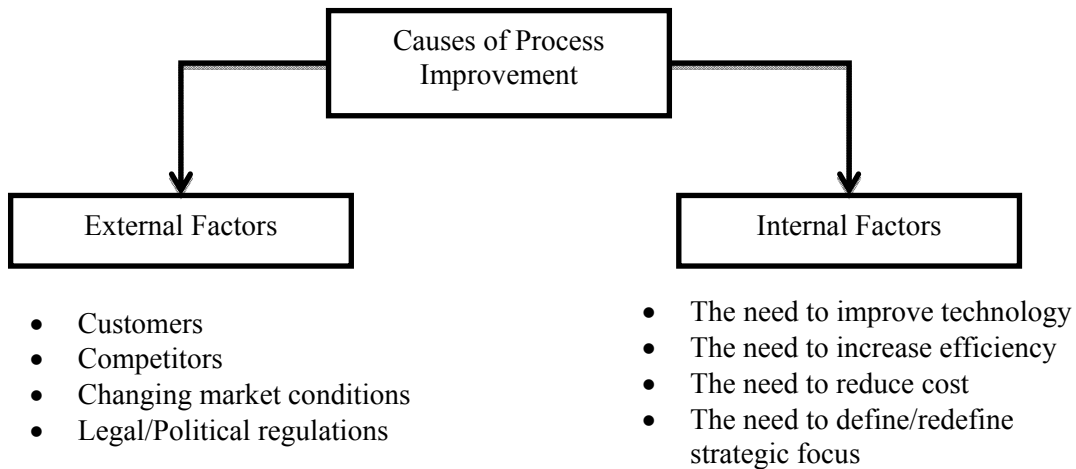 Causes of Process
Improvement
External Factors
• Customers
• Competitors
• Changing market conditions
• Legal/Political regulations
Internal Factors
• The need to improve technology
• The need to increase efficiency
• The need to reduce cost
• The need to define/redefine
strategic focus